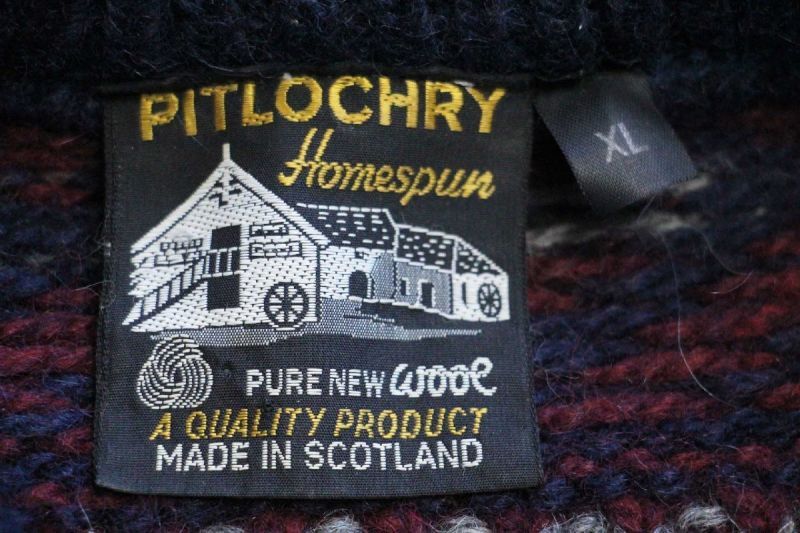 PITLOCHRY
Homespun
XL
PURE NEW wool
A QUALITY PRODUCT
MADE IN SCOTLAND